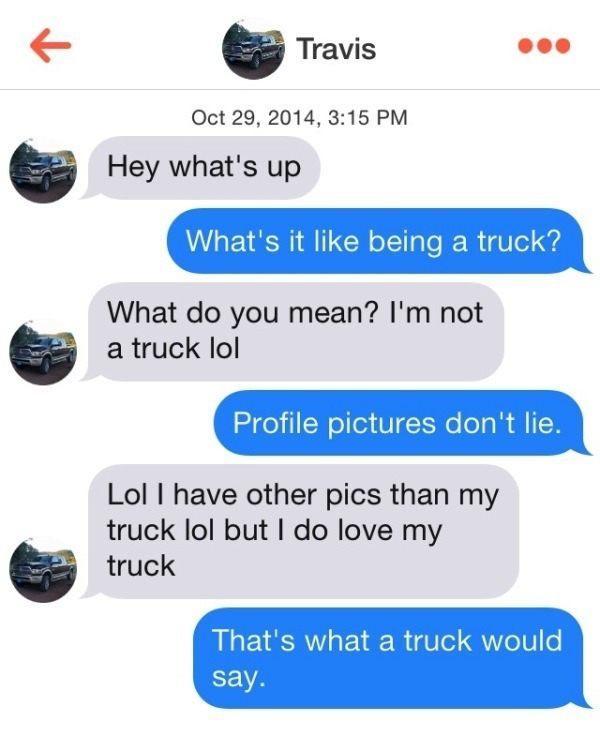 Travis
Oct 29, 2014, 3:15 PM
Hey what's up
What's it like being a truck?
What do you mean? I'm not
a truck lol
Profile pictures don't lie.
Lol I have other pics than my
truck lol but I do love my
truck
That's what a truck would
say.